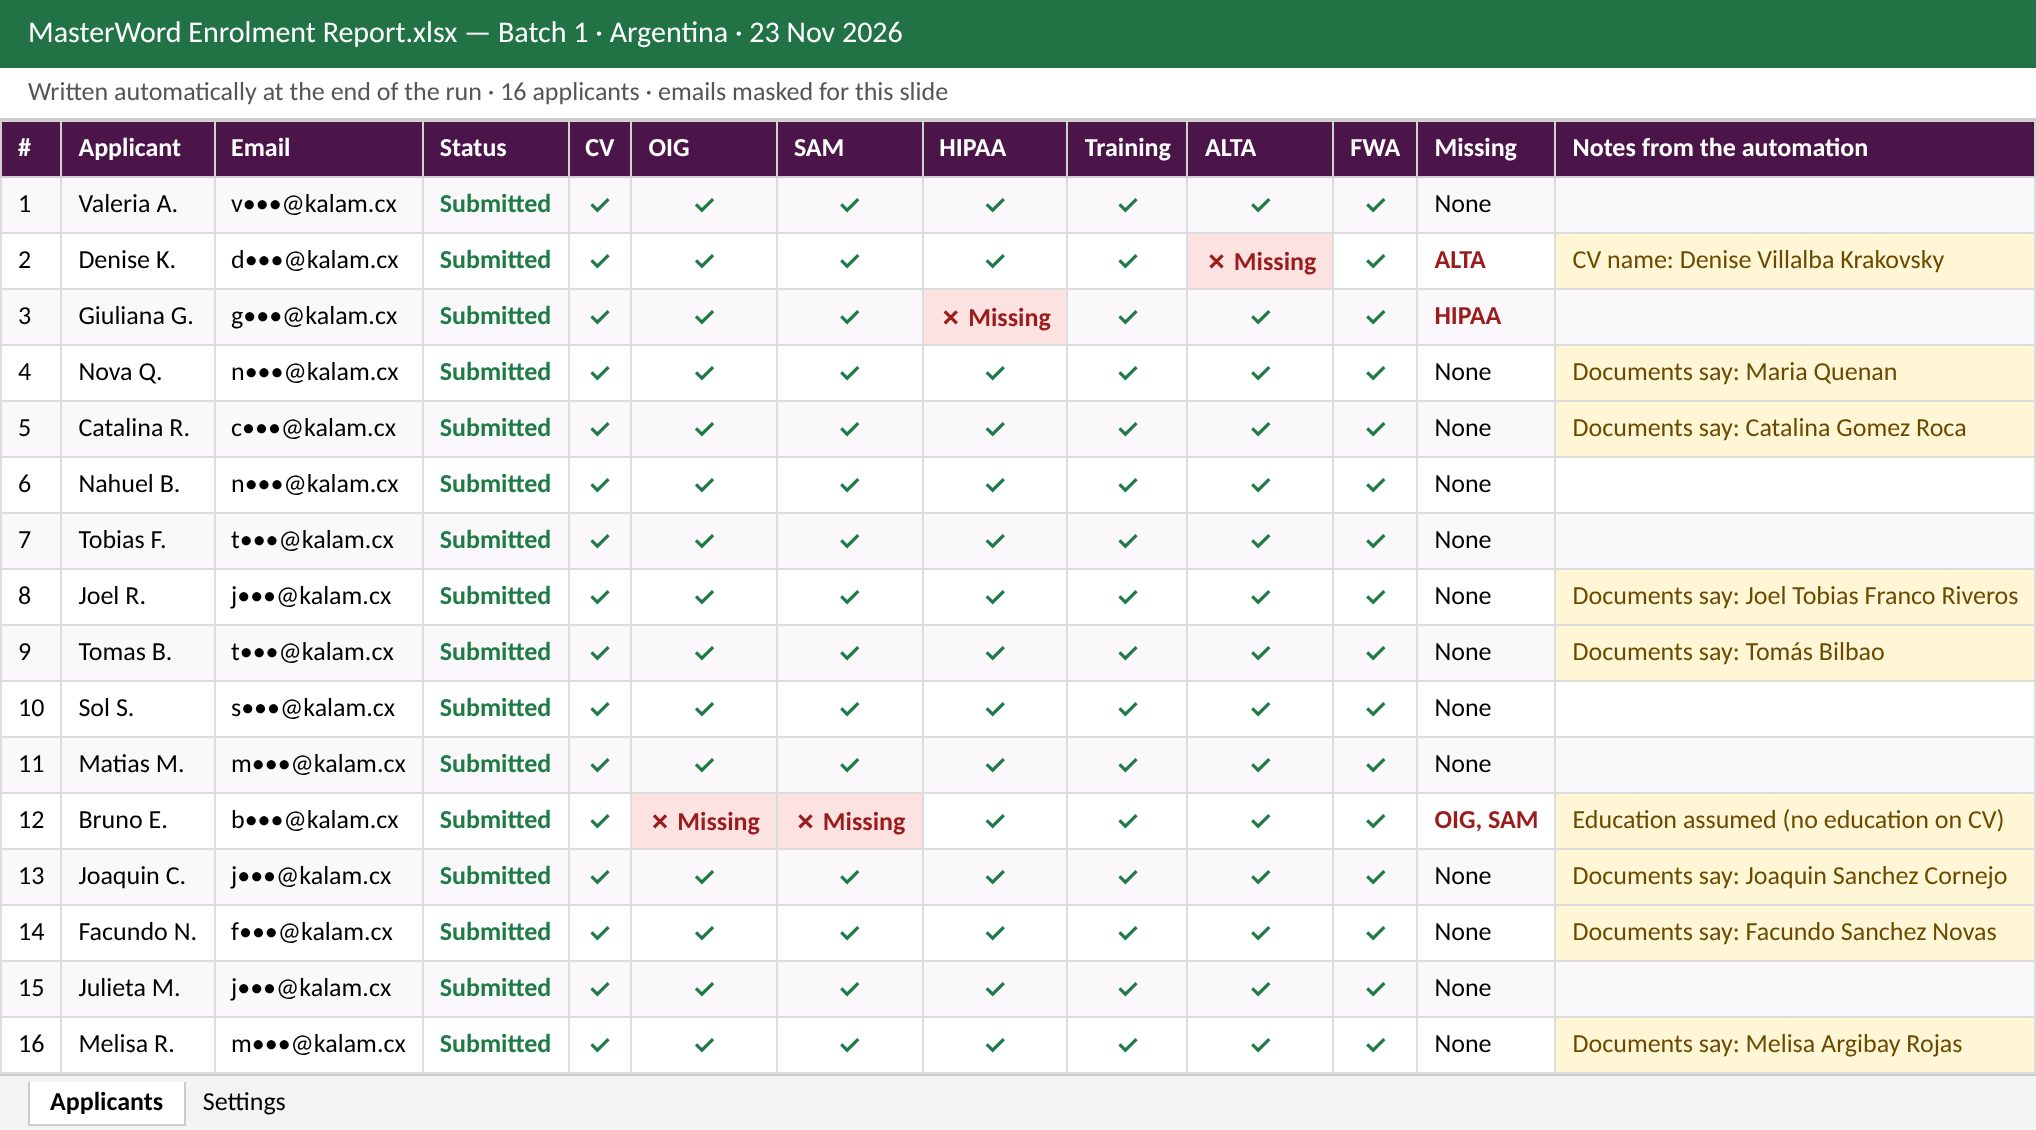 MasterWord Enrolment Report.xlsx — Batch 1 · Argentina · 23 Nov 2026
Written automatically at the end of the run · 16 applicants · emails masked for this slide
# Applicant Email Status CV OIG SAM HIPAA Training ALTA FWA Missing Notes from the automation
1 Valeria A. v●●●@kalam.cx Submitted ✓ ✓ ✓ ✓ ✓ ✓ ✓ None
2 Denise K. d●●●@kalam.cx Submitted ✓ ✓ ✓ ✓ ✓ ✕ Missing ✓ ALTA CV name: Denise Villalba Krakovsky
3 Giuliana G. g●●●@kalam.cx Submitted ✓ ✓ ✓ ✕ Missing ✓ ✓ ✓ HIPAA
4 Nova Q. n●●●@kalam.cx Submitted ✓ ✓ ✓ ✓ ✓ ✓ ✓ None Documents say: Maria Quenan
5 Catalina R. c●●●@kalam.cx Submitted ✓ ✓ ✓ ✓ ✓ ✓ ✓ None Documents say: Catalina Gomez Roca
6 Nahuel B. n●●●@kalam.cx Submitted ✓ ✓ ✓ ✓ ✓ ✓ ✓ None
7 Tobias F. t●●●@kalam.cx Submitted ✓ ✓ ✓ ✓ ✓ ✓ ✓ None
8 Joel R. j●●●@kalam.cx Submitted ✓ ✓ ✓ ✓ ✓ ✓ ✓ None Documents say: Joel Tobias Franco Riveros
9 Tomas B. t●●●@kalam.cx Submitted ✓ ✓ ✓ ✓ ✓ ✓ ✓ None Documents say: Tomás Bilbao
10 Sol S. s●●●@kalam.cx Submitted ✓ ✓ ✓ ✓ ✓ ✓ ✓ None
11 Matias M. m●●●@kalam.cx Submitted ✓ ✓ ✓ ✓ ✓ ✓ ✓ None
12 Bruno E. b●●●@kalam.cx Submitted ✓ ✕ Missing ✕ Missing ✓ ✓ ✓ ✓ OIG, SAM Education assumed (no education on CV)
13 Joaquin C. j●●●@kalam.cx Submitted ✓ ✓ ✓ ✓ ✓ ✓ ✓ None Documents say: Joaquin Sanchez Cornejo
14 Facundo N. f●●●@kalam.cx Submitted ✓ ✓ ✓ ✓ ✓ ✓ ✓ None Documents say: Facundo Sanchez Novas
15 Julieta M. j●●●@kalam.cx Submitted ✓ ✓ ✓ ✓ ✓ ✓ ✓ None
16 Melisa R. m●●●@kalam.cx Submitted ✓ ✓ ✓ ✓ ✓ ✓ ✓ None Documents say: Melisa Argibay Rojas
Applicants Settings